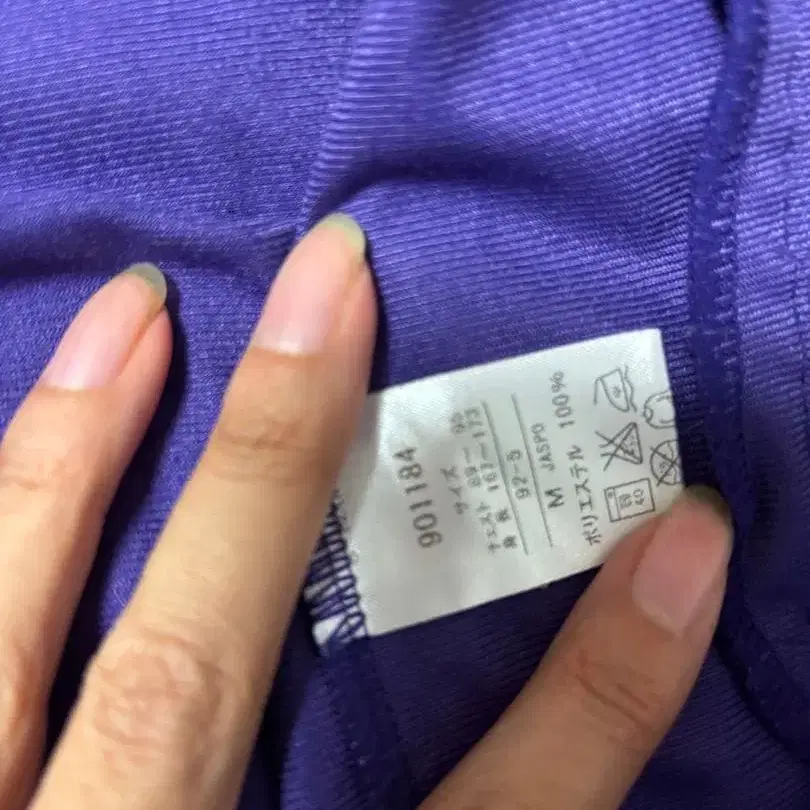 901184
サイズ
チェスト 89〜95
身長 167〜173
92-5
M JASPO
ポリエステル 100%
40